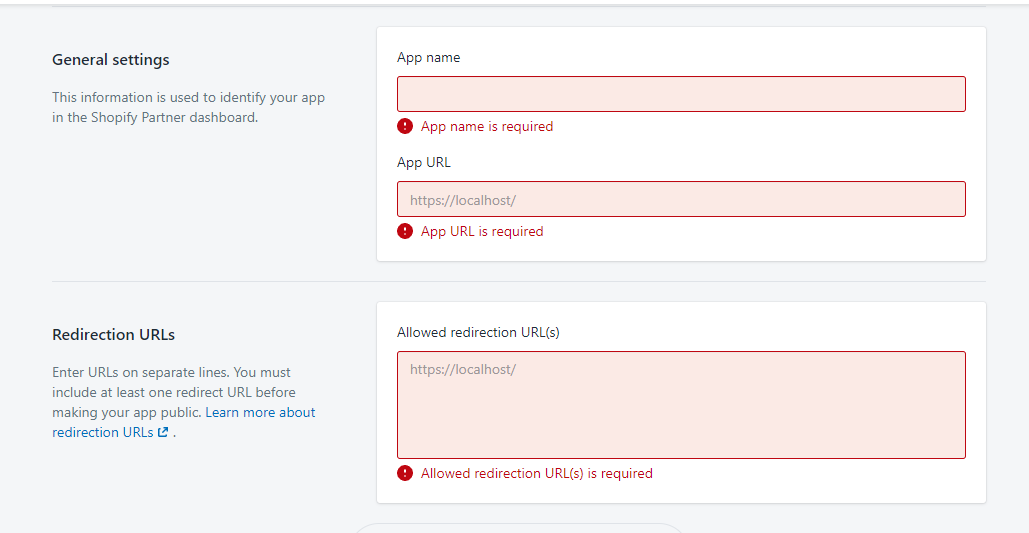 General settings
This information is used to identify your app
in the Shopify Partner dashboard.
App name
App name is required
App URL
https://localhost/
App URL is required
Redirection URLs
Enter URLs on separate lines. You must
include at least one redirect URL before
making your app public. Learn more about
redirection URLs .
Allowed redirection URL(s)
https://localhost/
Allowed redirection URL(s) is required